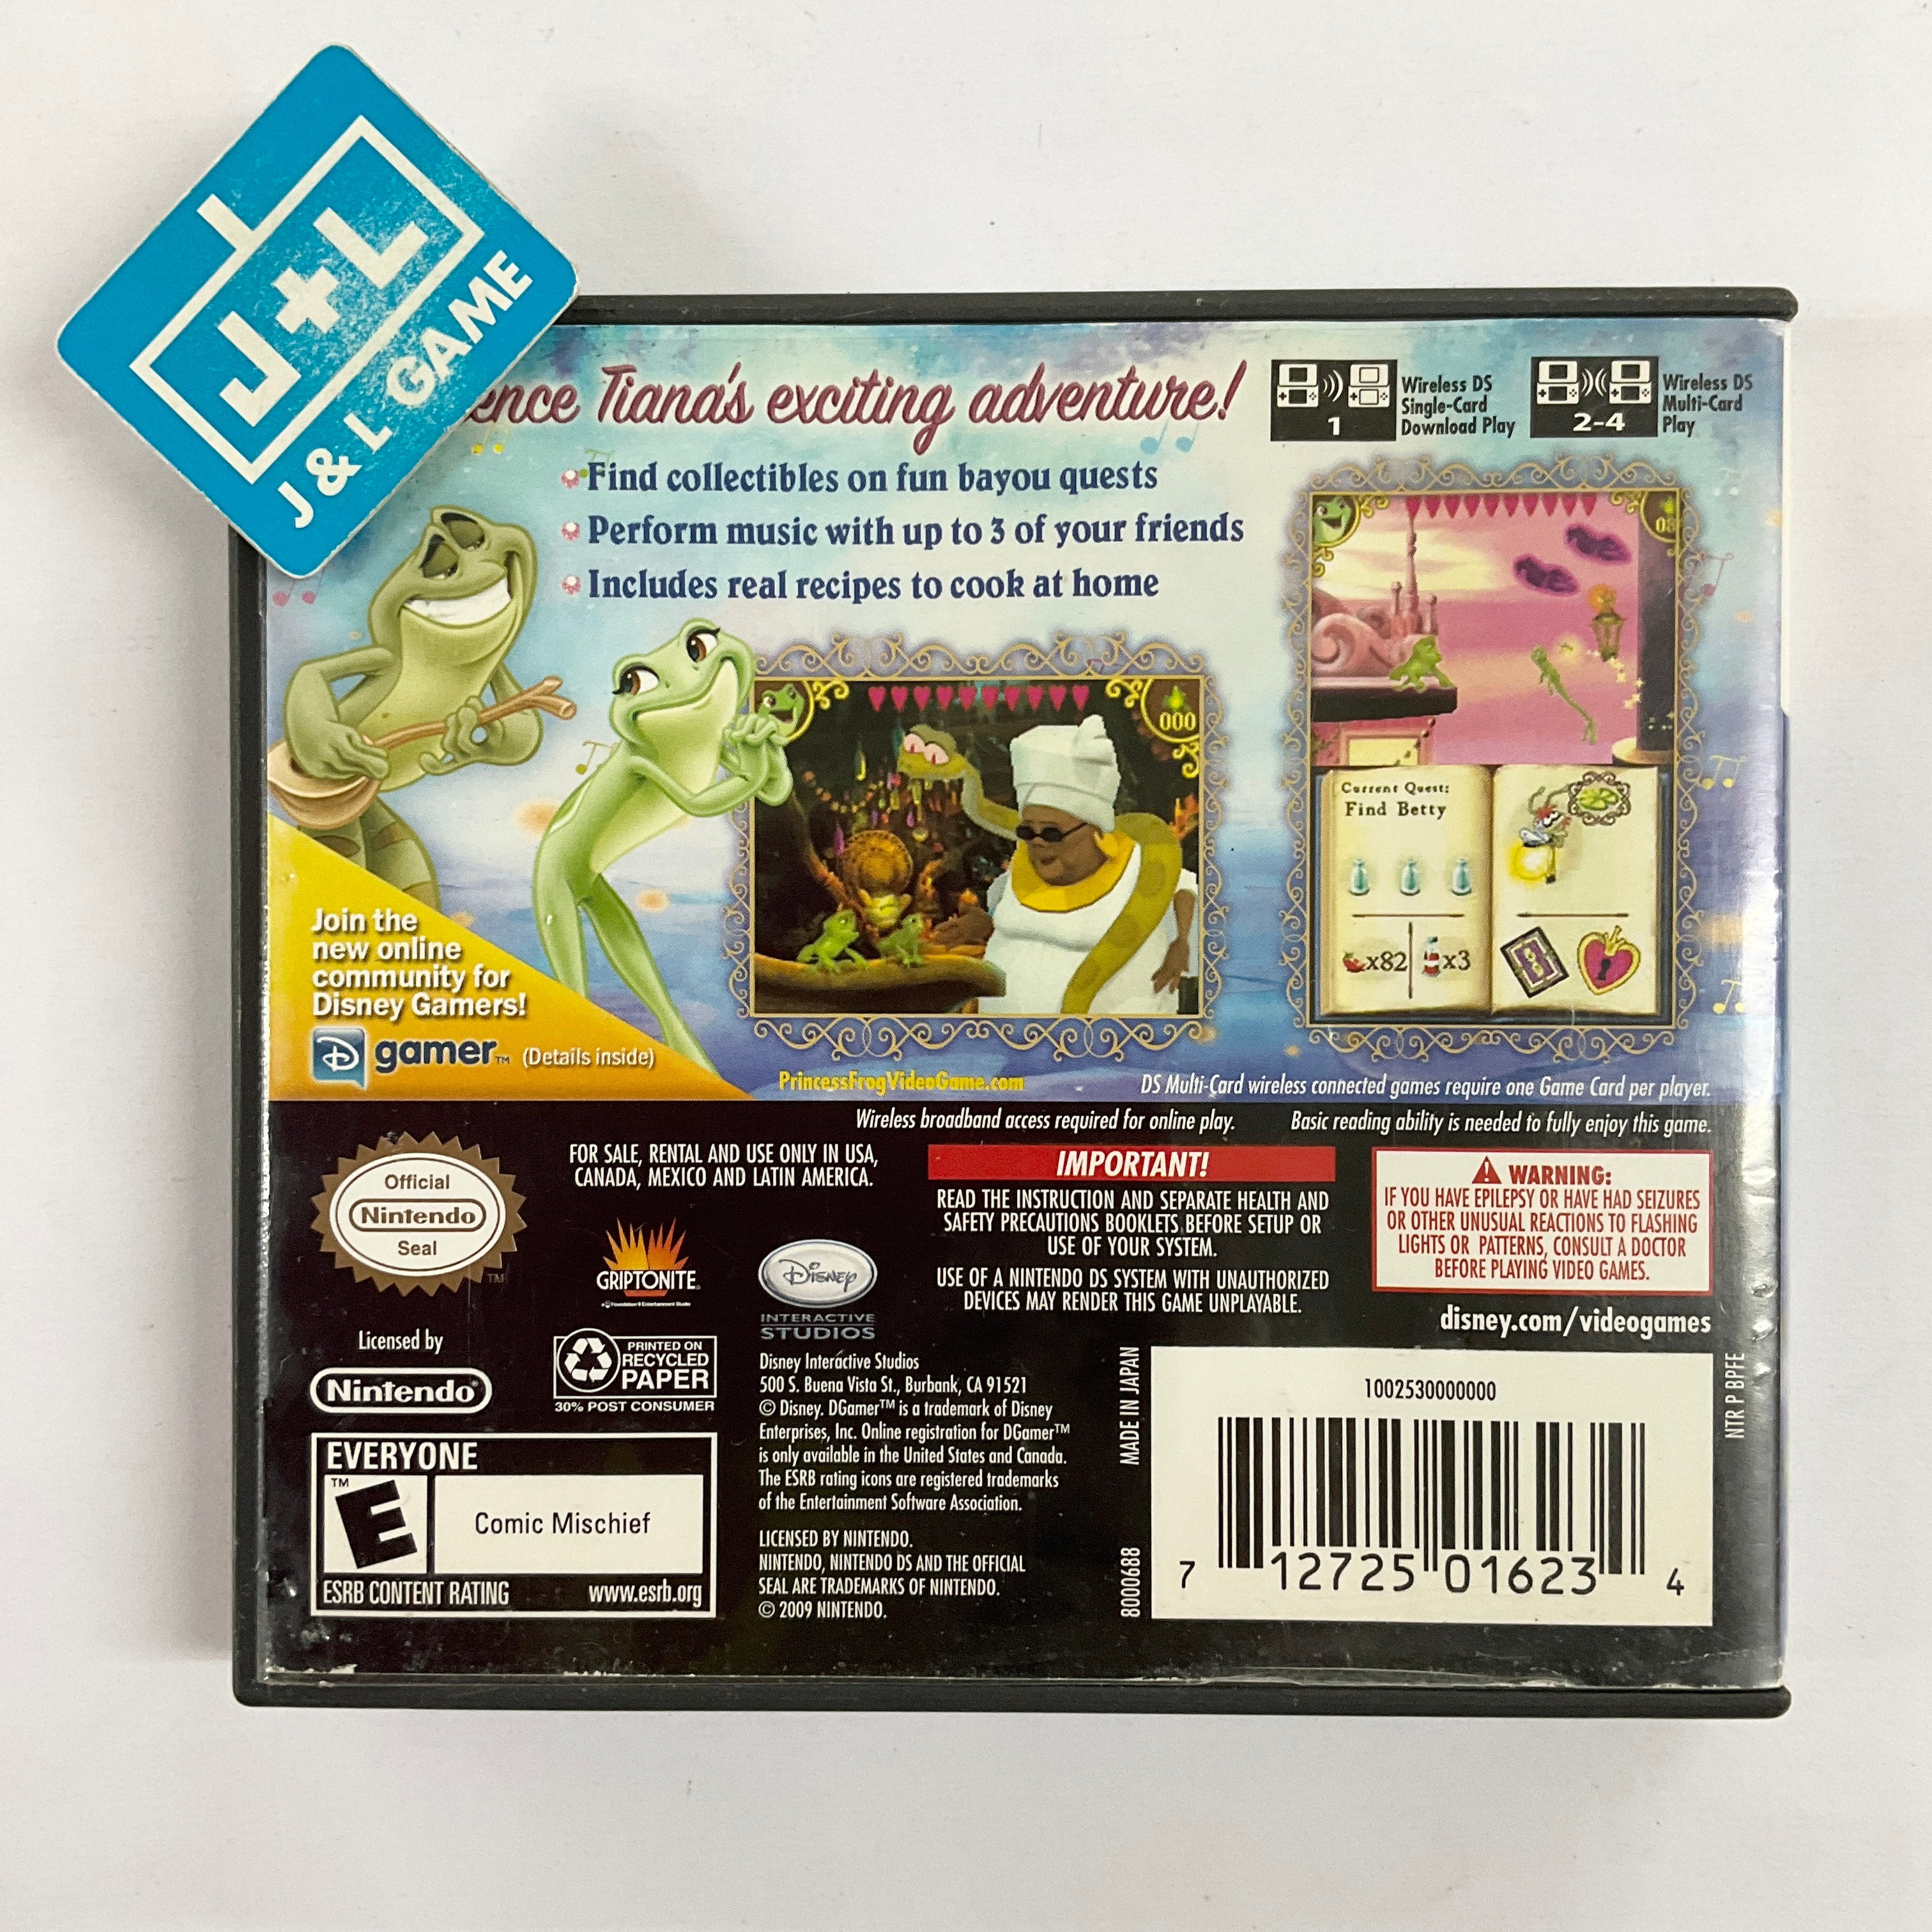 J+L
J & L GAME
ence Tiana's exciting adventure!
1
Wireless DS
Single-Card
Download Play
2-4
Wireless DS
Multi-Card
Play
Find collectibles on fun bayou quests
Perform music with up to 3 of your friends
Includes real recipes to cook at home
000
Current Quest:
Find Betty
x82
x3
Join the
new online
community for
Disney Gamers!
D gamer™ (Details inside)
PrincessFrogVideoGame.com
DS Multi-Card wireless connected games require one Game Card per player.
Wireless broadband access required for online play.
Basic reading ability is needed to fully enjoy this game.
Official
Nintendo
Seal
TM
FOR SALE, RENTAL AND USE ONLY IN USA,
CANADA, MEXICO AND LATIN AMERICA.
GRIPTONITE
a Foundation 9 Entertainment Studio
Disney
INTERACTIVE
STUDIOS
IMPORTANT!
READ THE INSTRUCTION AND SEPARATE HEALTH AND
SAFETY PRECAUTIONS BOOKLETS BEFORE SETUP OR
USE OF YOUR SYSTEM.
USE OF A NINTENDO DS SYSTEM WITH UNAUTHORIZED
DEVICES MAY RENDER THIS GAME UNPLAYABLE.
WARNING:
IF YOU HAVE EPILEPSY OR HAVE HAD SEIZURES
OR OTHER UNUSUAL REACTIONS TO FLASHING
LIGHTS OR PATTERNS, CONSULT A DOCTOR
BEFORE PLAYING VIDEO GAMES.
disney.com/videogames
Licensed by
Nintendo
PRINTED ON
RECYCLED
PAPER
30% POST CONSUMER
EVERYONE
TM
E
Comic Mischief
ESRB CONTENT RATING www.esrb.org
Disney Interactive Studios
500 S. Buena Vista St., Burbank, CA 91521
© Disney. DGamer™ is a trademark of Disney
Enterprises, Inc. Online registration for DGamer™
is only available in the United States and Canada.
The ESRB rating icons are registered trademarks
of the Entertainment Software Association.
LICENSED BY NINTENDO.
NINTENDO, NINTENDO DS AND THE OFFICIAL
SEAL ARE TRADEMARKS OF NINTENDO.
© 2009 NINTENDO.
MADE IN JAPAN
8000688
1002530000000
7 12725 01623 4
NTR BPFE